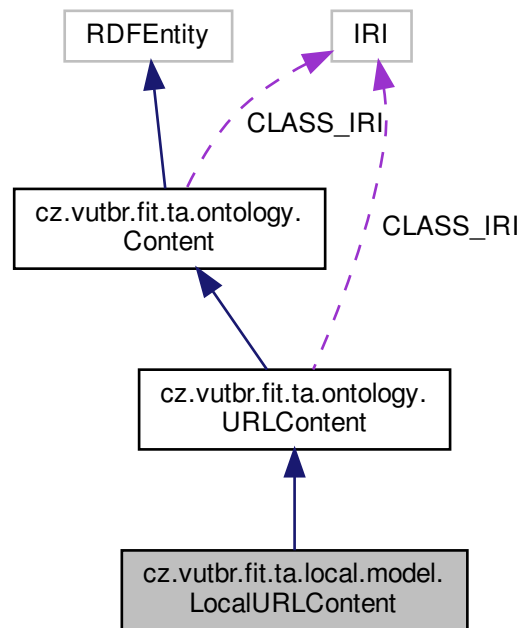 RDFEntity
IRI
CLASS_IRI
cz.vutbr.fit.ta.ontology.
Content
CLASS_IRI
cz.vutbr.fit.ta.ontology.
URLContent
cz.vutbr.fit.ta.local.model.
LocalURLContent